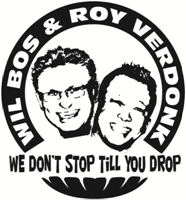 WIL BOS & ROY VERDONK
WE DON'T STOP TiLL YOU DROP